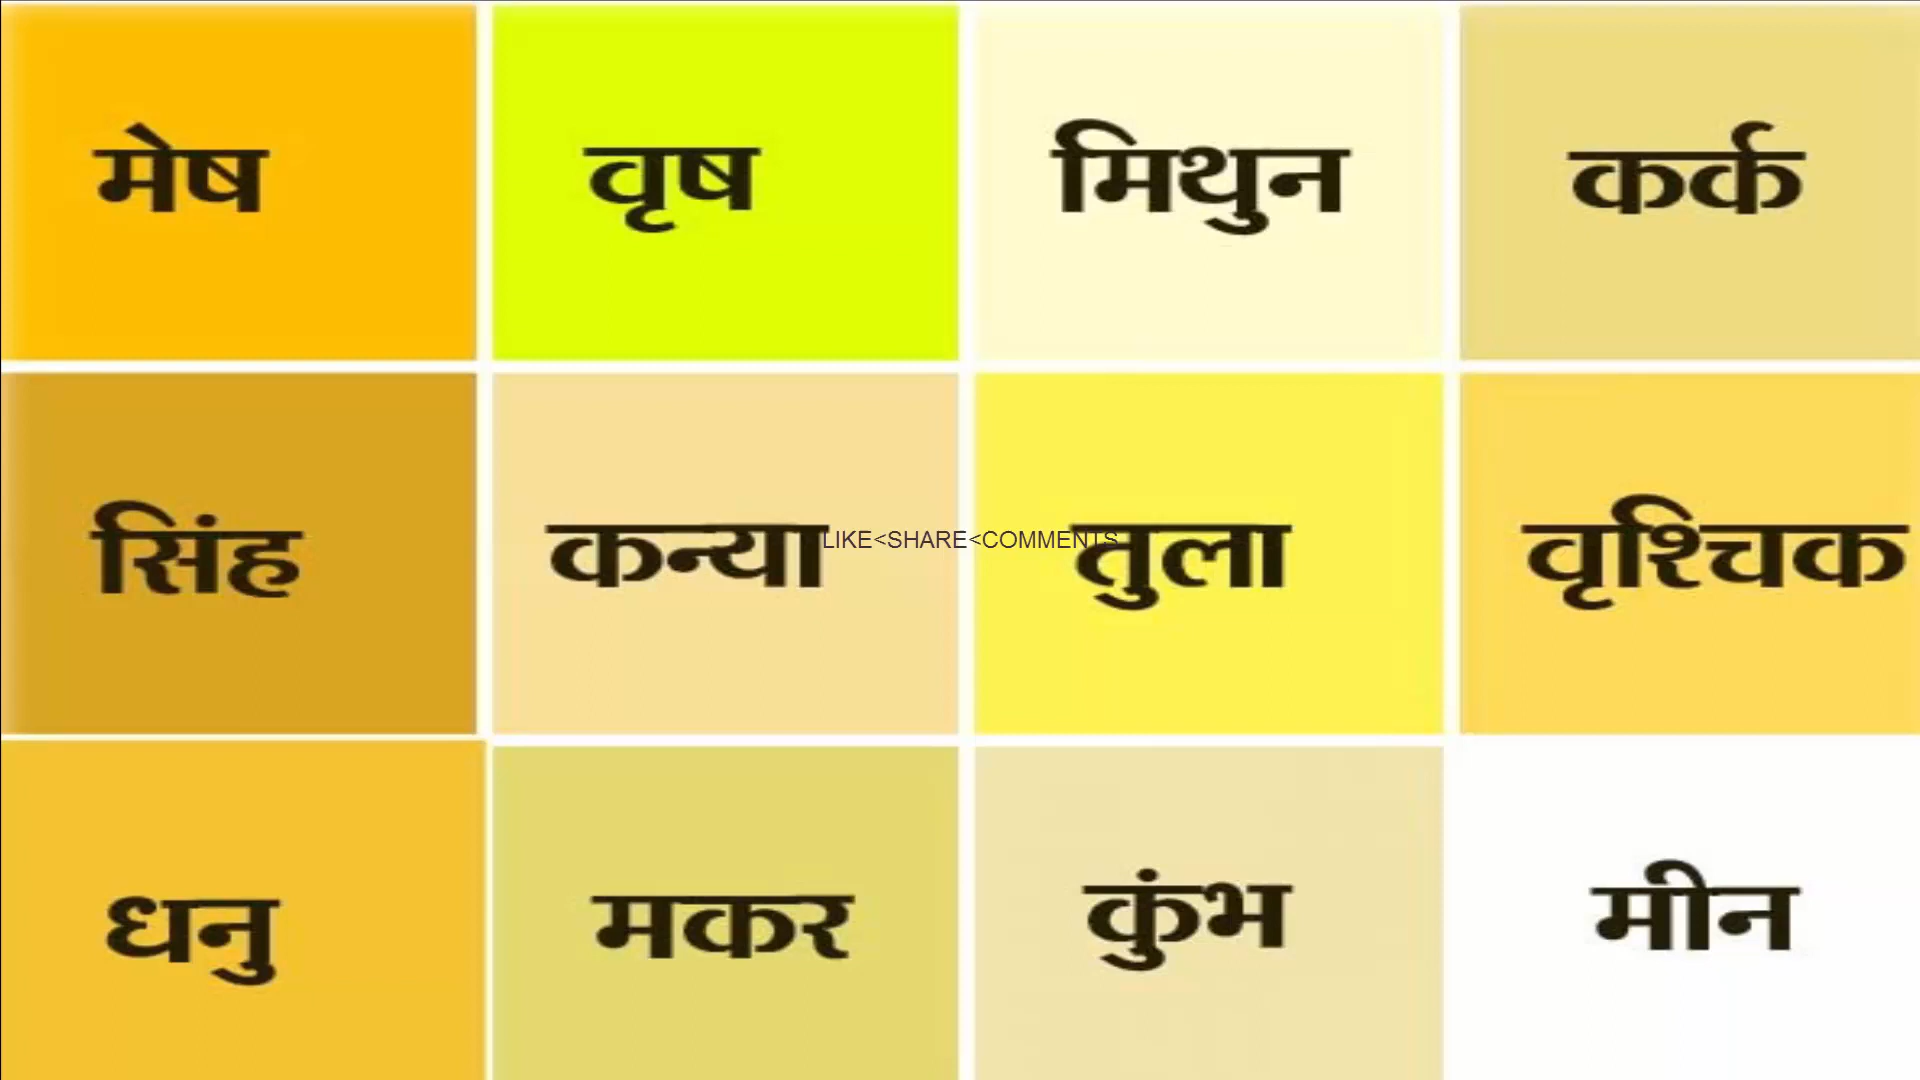 मेष वृष मिथुन कर्क
सिंह कन्या तुला वृश्चिक
LIKE<SHARE<COMMENTS
धनु मकर कुंभ मीन